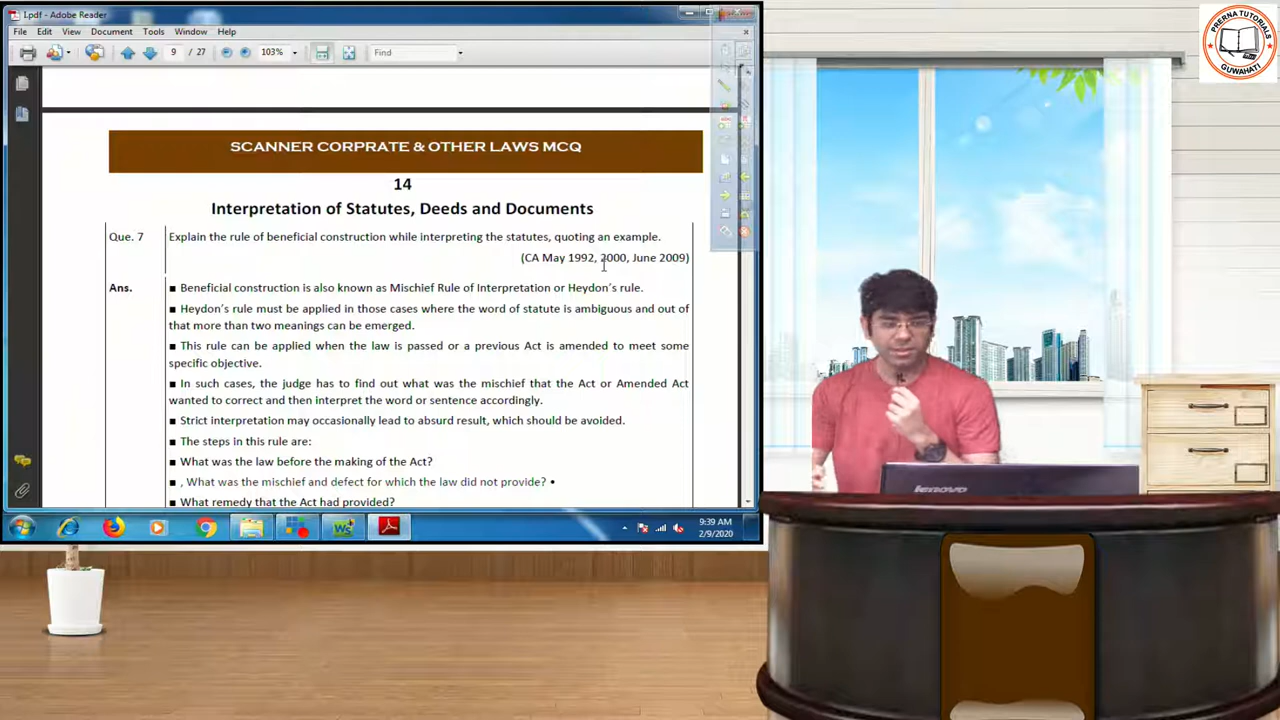 I.pdf - Adobe Reader
File Edit View Document Tools Window Help
9 / 27 103% Find
SCANNER CORPRATE & OTHER LAWS MCQ
14
Interpretation of Statutes, Deeds and Documents
Que. 7 Explain the rule of beneficial construction while interpreting the statutes, quoting an example.
(CA May 1992, 2000, June 2009)
Ans. ■ Beneficial construction is also known as Mischief Rule of Interpretation or Heydon's rule.
■ Heydon's rule must be applied in those cases where the word of statute is ambiguous and out of
that more than two meanings can be emerged.
■ This rule can be applied when the law is passed or a previous Act is amended to meet some
specific objective.
■ In such cases, the judge has to find out what was the mischief that the Act or Amended Act
wanted to correct and then interpret the word or sentence accordingly.
■ Strict interpretation may occasionally lead to absurd result, which should be avoided.
■ The steps in this rule are:
■ What was the law before the making of the Act?
■ , What was the mischief and defect for which the law did not provide? •
■ What remedy that the Act had provided?
9:39 AM
2/9/2020
PRERNA TUTORIALS
GUWAHATI
lenovo